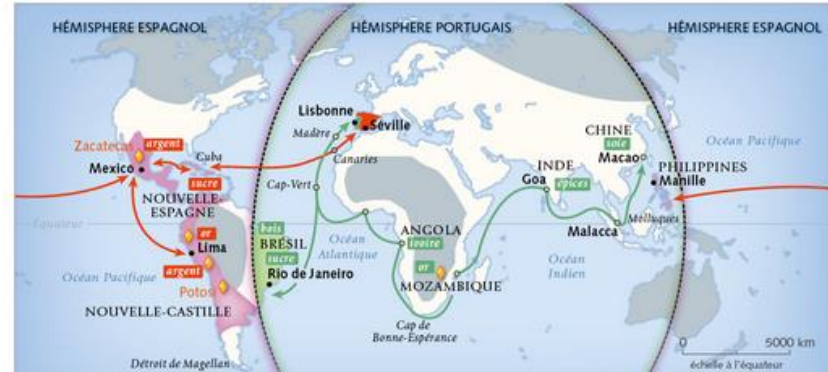 HÉMISPHERE ESPAGNOL
HÉMISPHERE PORTUGAIS
HÉMISPHERE ESPAGNOL
Lisbonne
Séville
Madère
Canaries
Zacatecas
argent
Cuba
Mexico
sucre
NOUVELLE-
ESPAGNE
Cap-Vert
CHINE
soie
Macao
Océan Pacifique
INDE
Goa
épices
PHILIPPINES
Manille
Équateur
or
Lima
argent
Océan Pacifique
Potosi
NOUVELLE-CASTILLE
Détroit de Magellan
bois
BRÉSIL
sucre
Rio de Janeiro
Océan
Atlantique
ANGOLA
ivoire
or
MOZAMBIQUE
Cap de
Bonne-Espérance
Malacca
Molluques
Océan
Indien
0
5000 km
échelle à l'équateur